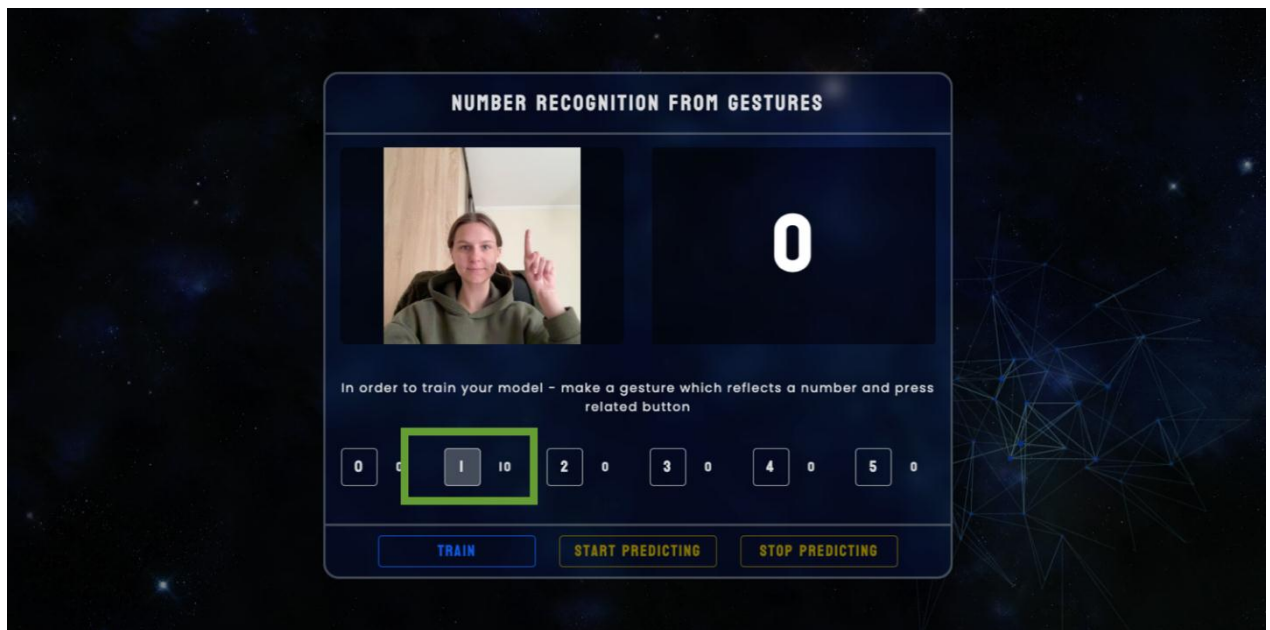 NUMBER RECOGNITION FROM GESTURES
0
In order to train your model - make a gesture which reflects a number and press
related button
0 0 1 10 2 0 3 0 4 0 5 0
TRAIN START PREDICTING STOP PREDICTING